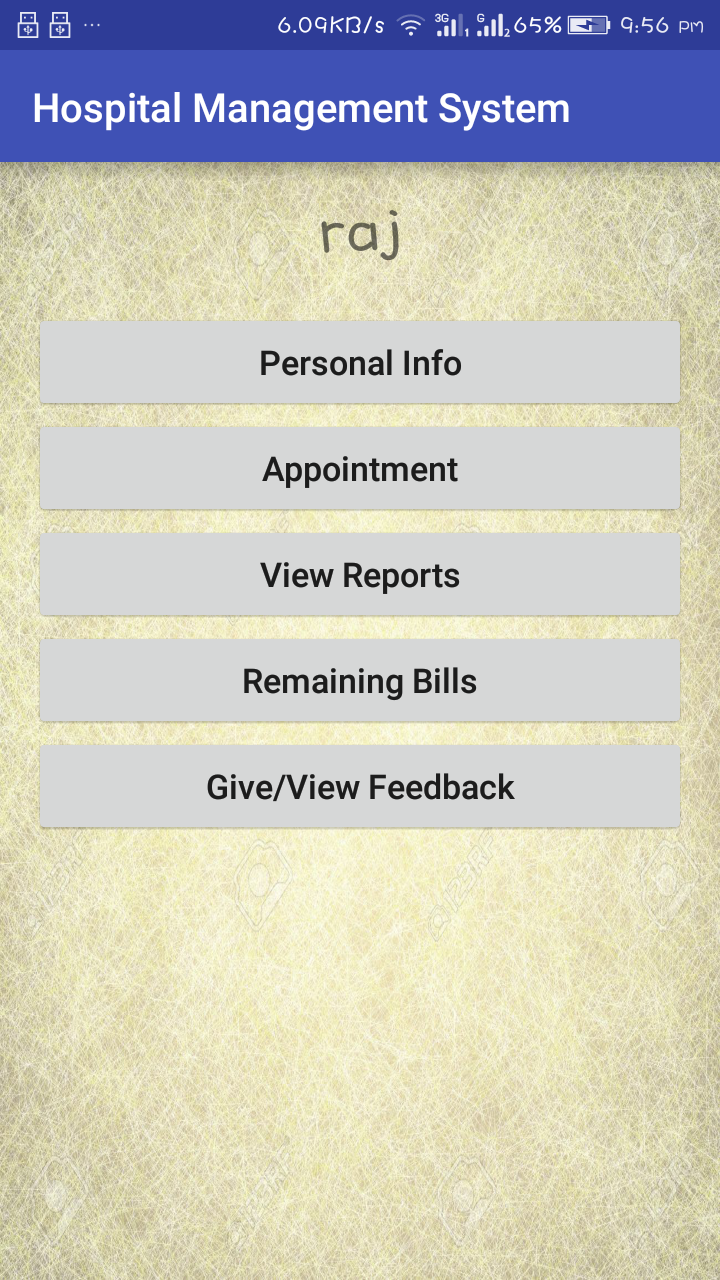 6.09KB/s 3G 1 G 2 65% 9:56 PM
Hospital Management System
raj
Personal Info
Appointment
View Reports
Remaining Bills
Give/View Feedback
123RF